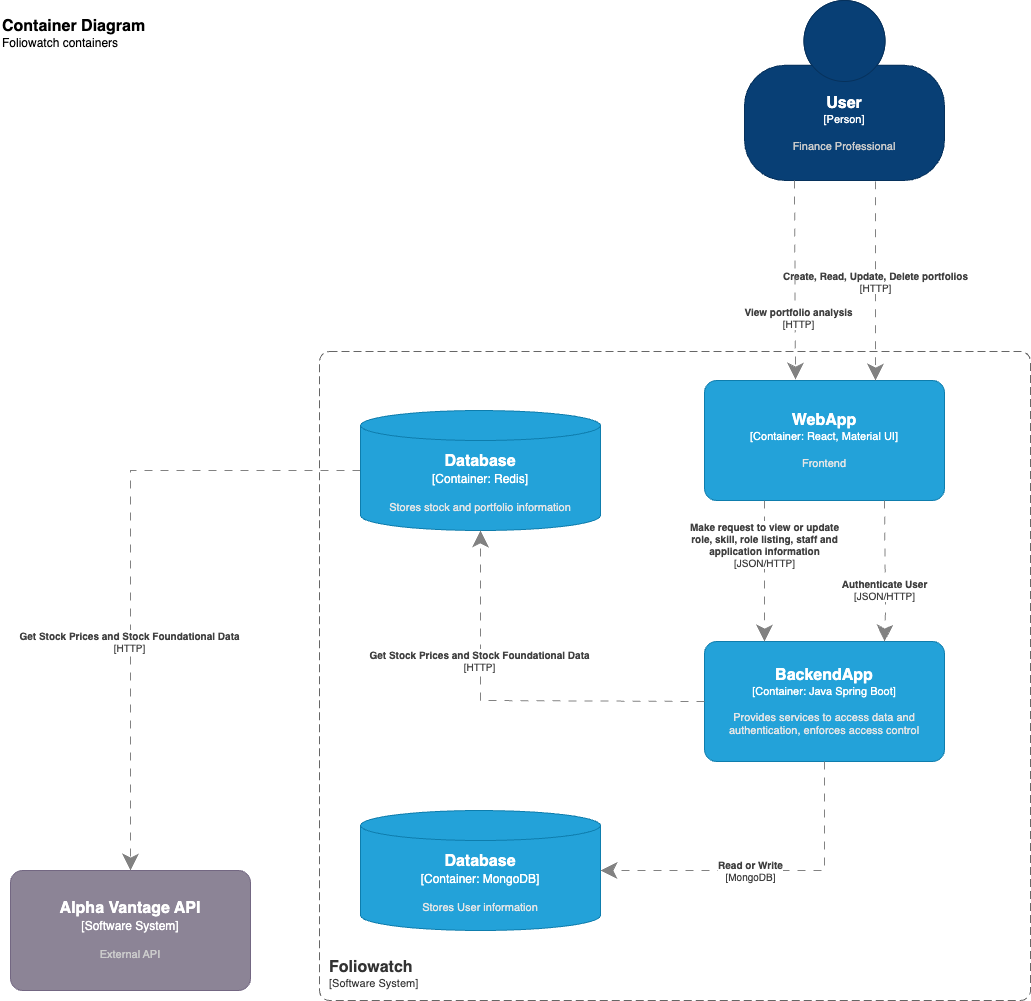 Container Diagram
Foliowatch containers
User
[Person]
Finance Professional
Create, Read, Update, Delete portfolios
[HTTP]
View portfolio analysis
[HTTP]
WebApp
[Container: React, Material UI]
Frontend
Database
[Container: Redis]
Stores stock and portfolio information
Make request to view or update
role, skill, role listing, staff and
application information
[JSON/HTTP]
Authenticate User
[JSON/HTTP]
Get Stock Prices and Stock Foundational Data
[HTTP]
Get Stock Prices and Stock Foundational Data
[HTTP]
BackendApp
[Container: Java Spring Boot]
Provides services to access data and
authentication, enforces access control
Database
[Container: MongoDB]
Stores User information
Read or Write
[MongoDB]
Alpha Vantage API
[Software System]
External API
Foliowatch
[Software System]